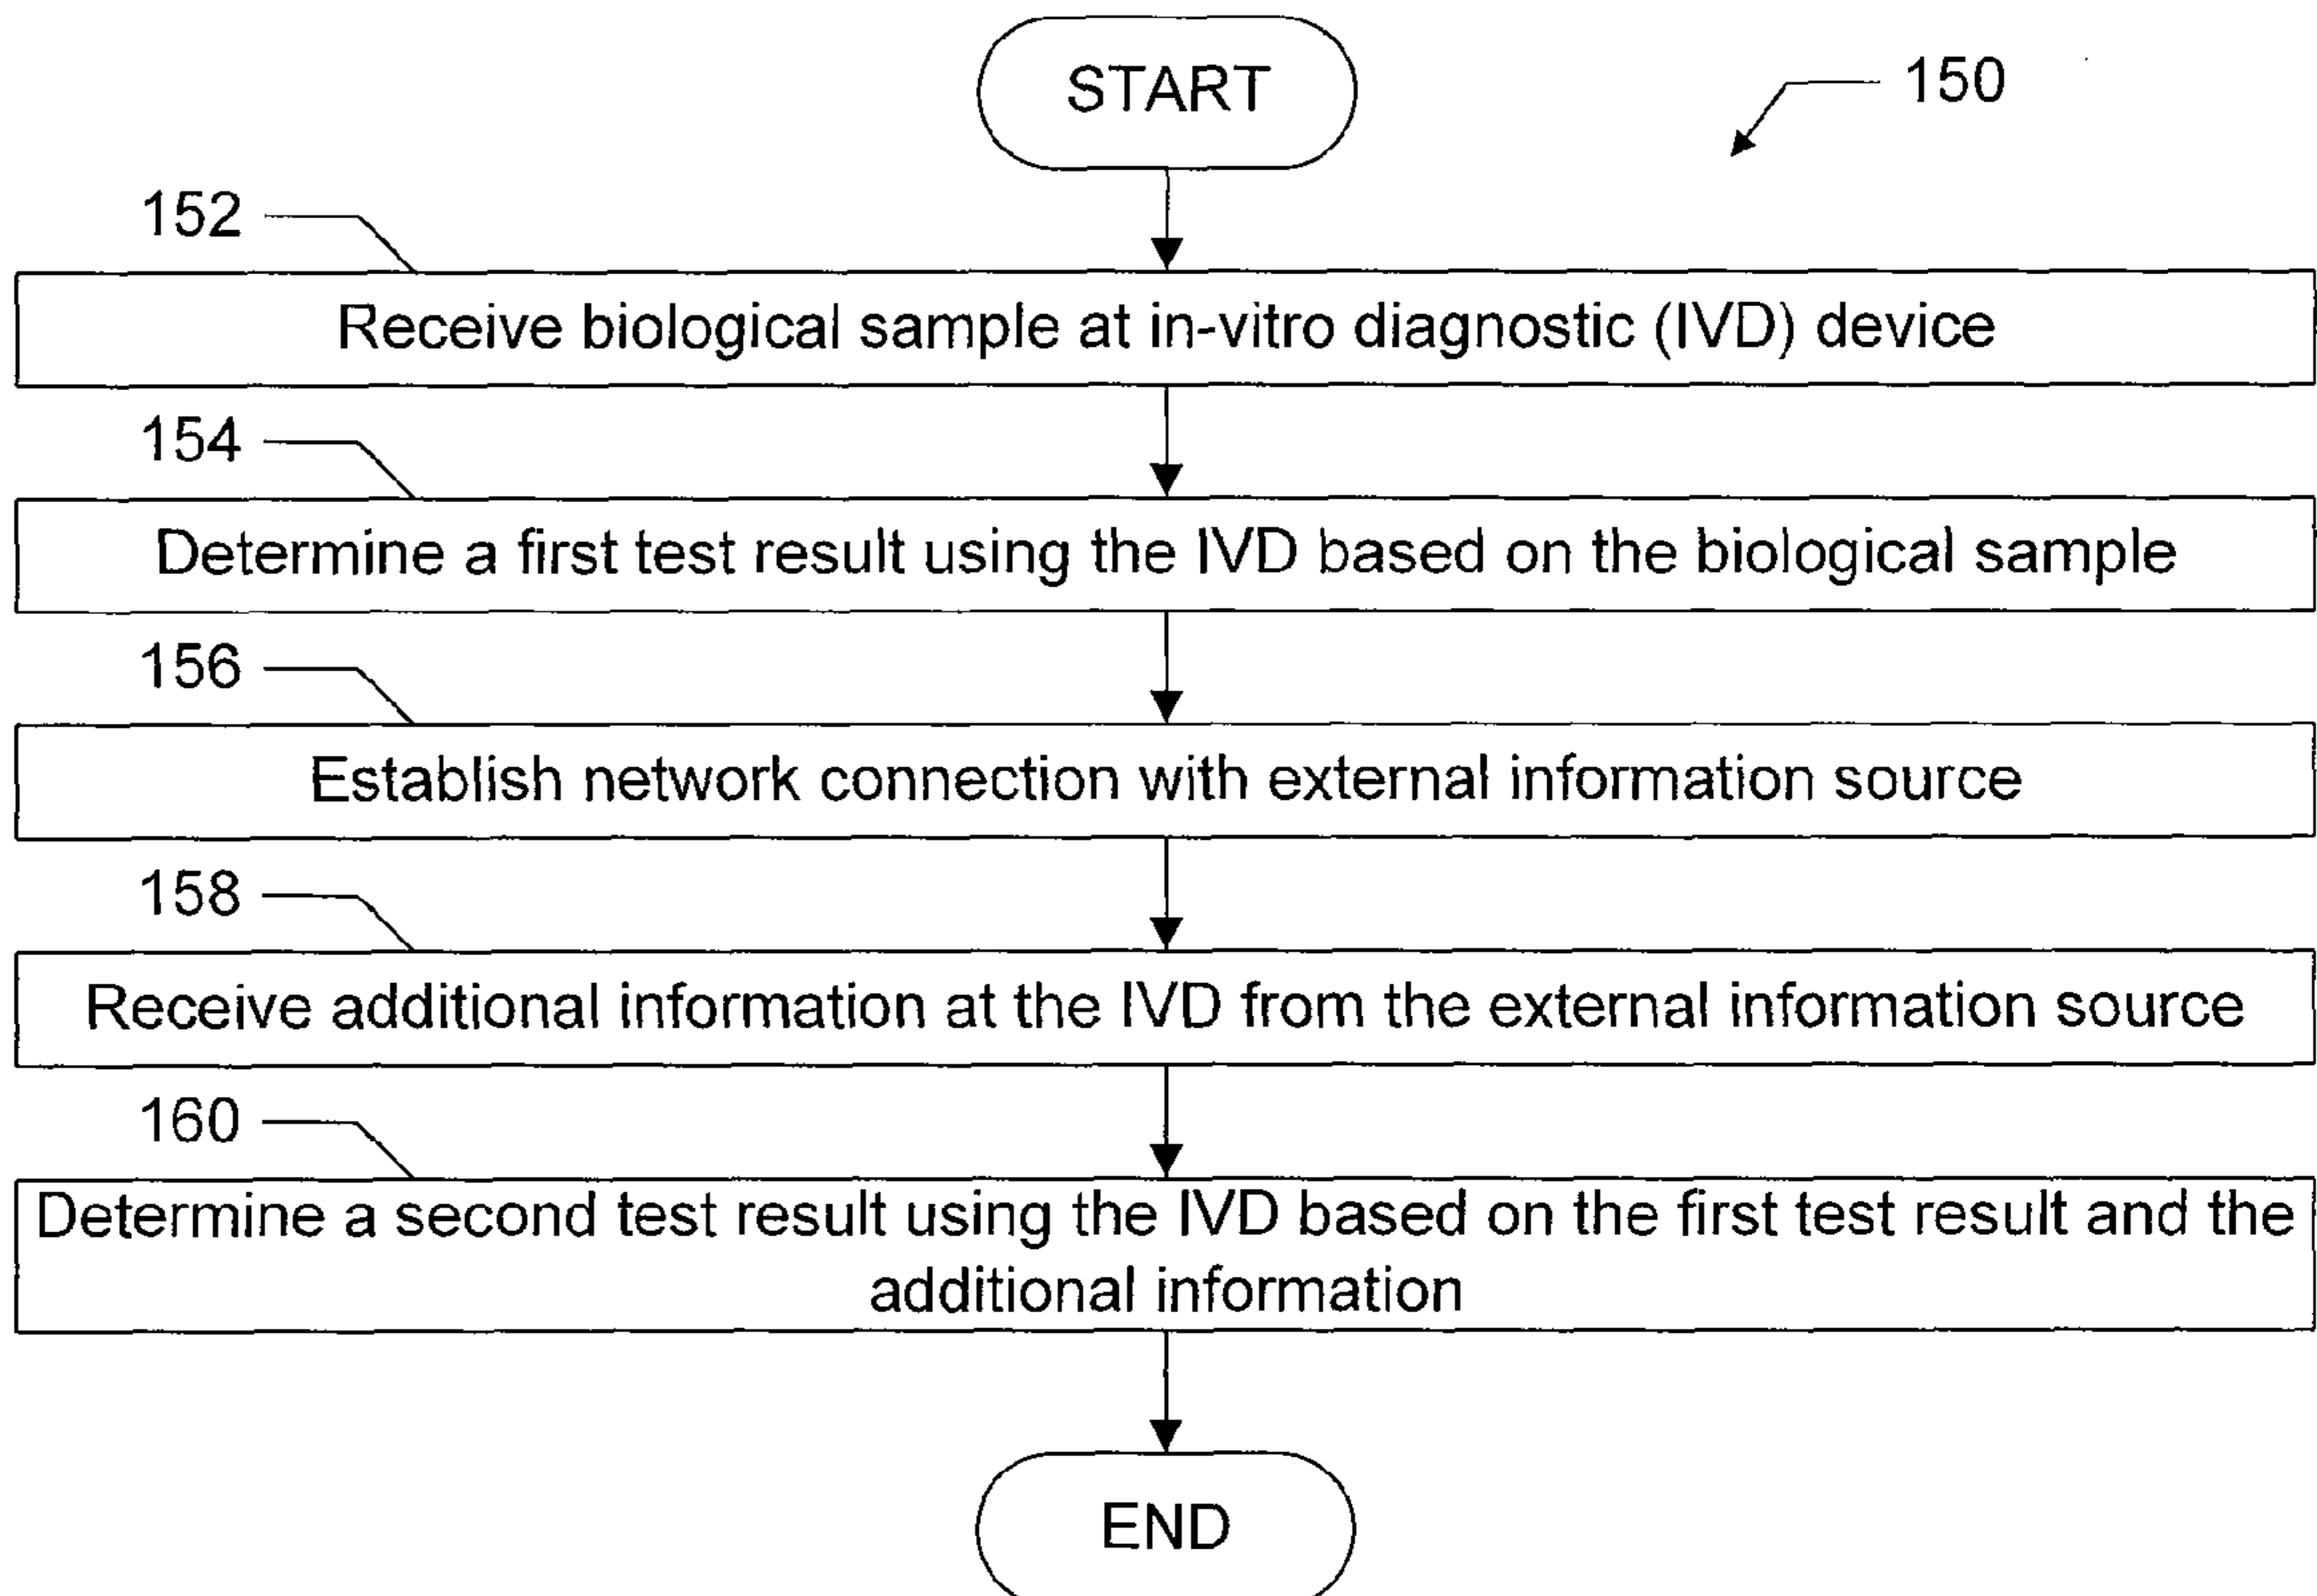 START
150
152
Receive biological sample at in-vitro diagnostic (IVD) device
154
Determine a first test result using the IVD based on the biological sample
156
Establish network connection with external information source
158
Receive additional information at the IVD from the external information source
160
Determine a second test result using the IVD based on the first test result and the
additional information
END